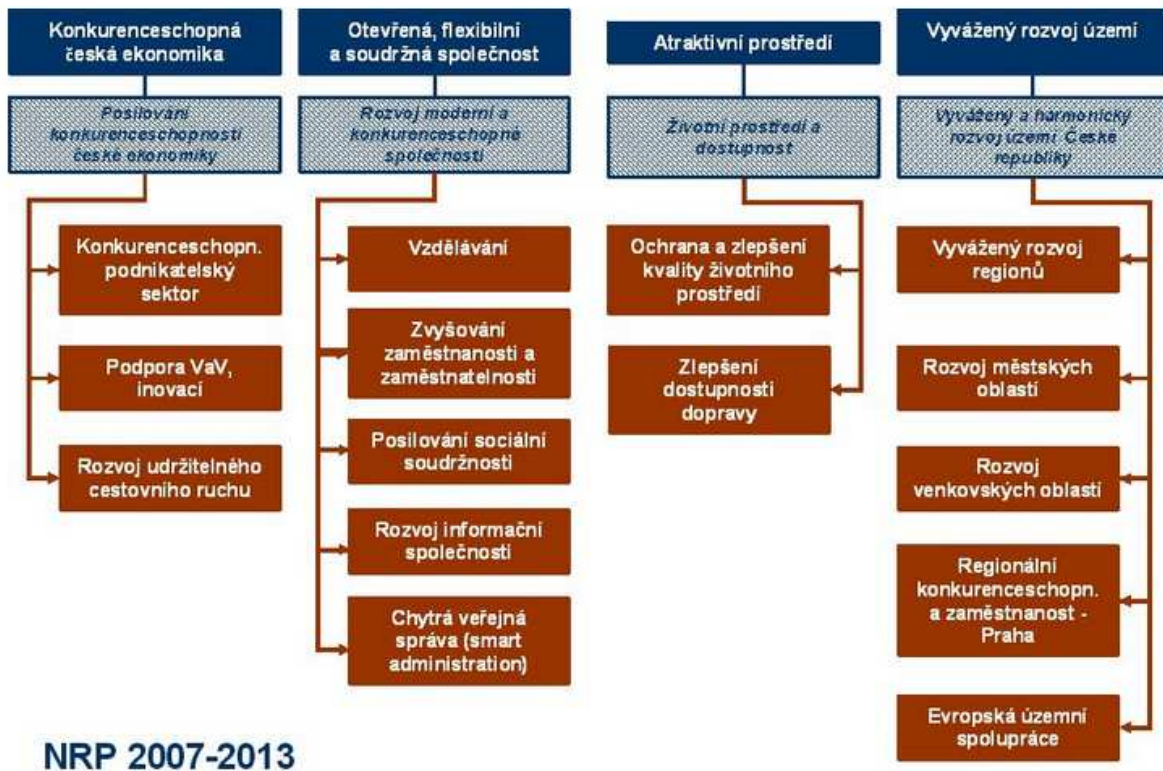 Konkurenceschopná
česká ekonomika
Posilování
konkurenceschopnosti
české ekonomiky
Konkurenceschopn.
podnikatelský
sektor
Podpora VaV,
inovací
Rozvoj udržitelného
cestovního ruchu
Otevřená, flexibilní
a soudržná společnost
Rozvoj moderní a
konkurenceschopné
společnosti
Vzdělávání
Zvyšování
zaměstnanosti a
zaměstnatelnosti
Posilování sociální
soudržnosti
Rozvoj informační
společnosti
Chytrá veřejná
správa (smart
administration)
Atraktivní prostředí
Životní prostředí a
dostupnost
Ochrana a zlepšení
kvality životního
prostředí
Zlepšení
dostupnosti
dopravy
Vyvážený rozvoj území
Vyvážený a harmonický
rozvoj území České
republiky
Vyvážený rozvoj
regionů
Rozvoj městských
oblastí
Rozvoj
venkovských oblastí
Regionální
konkurenceschopn.
a zaměstnanost -
Praha
Evropská územní
spolupráce
NRP 2007-2013